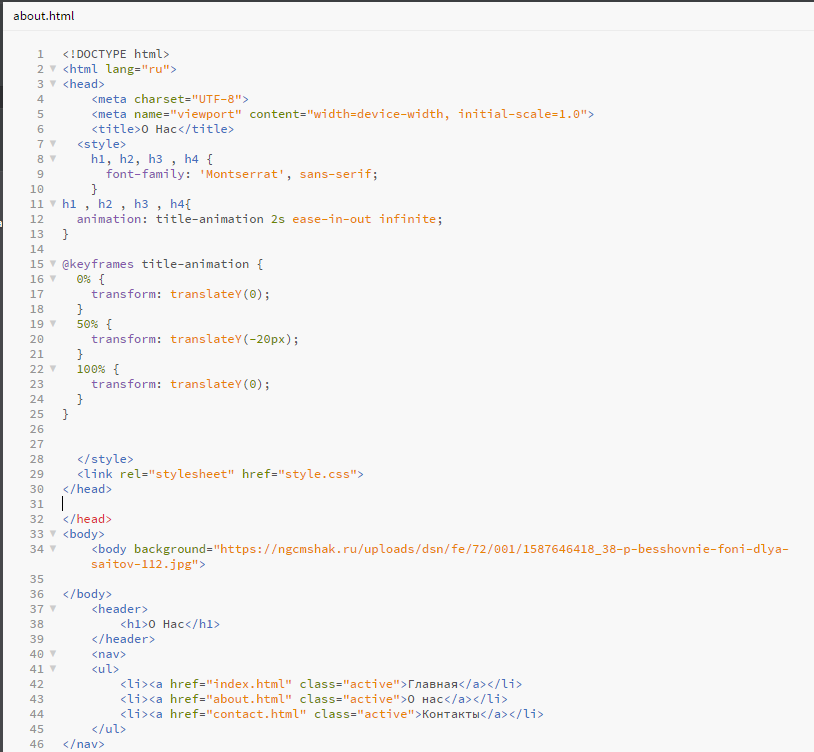 about.html
1 <!DOCTYPE html>
2 <html lang="ru">
3 <head>
4     <meta charset="UTF-8">
5     <meta name="viewport" content="width=device-width, initial-scale=1.0">
6     <title>О Нас</title>
7   <style>
8     h1, h2, h3 , h4 {
9       font-family: 'Montserrat', sans-serif;
10     }
11 h1 , h2 , h3 , h4{
12   animation: title-animation 2s ease-in-out infinite;
13 }
14
15 @keyframes title-animation {
16   0% {
17     transform: translateY(0);
18   }
19   50% {
20     transform: translateY(-20px);
21   }
22   100% {
23     transform: translateY(0);
24   }
25 }
26
27
28   </style>
29   <link rel="stylesheet" href="style.css">
30 </head>
31
32 </head>
33 <body>
34     <body background="https://ngcmshak.ru/uploads/dsn/fe/72/001/1587646418_38-p-besshovnie-foni-dlya-
saitov-112.jpg">
35
36 </body>
37     <header>
38         <h1>О Нас</h1>
39     </header>
40     <nav>
41     <ul>
42         <li><a href="index.html" class="active">Главная</a></li>
43         <li><a href="about.html" class="active">О нас</a></li>
44         <li><a href="contact.html" class="active">Контакты</a></li>
45     </ul>
46 </nav>